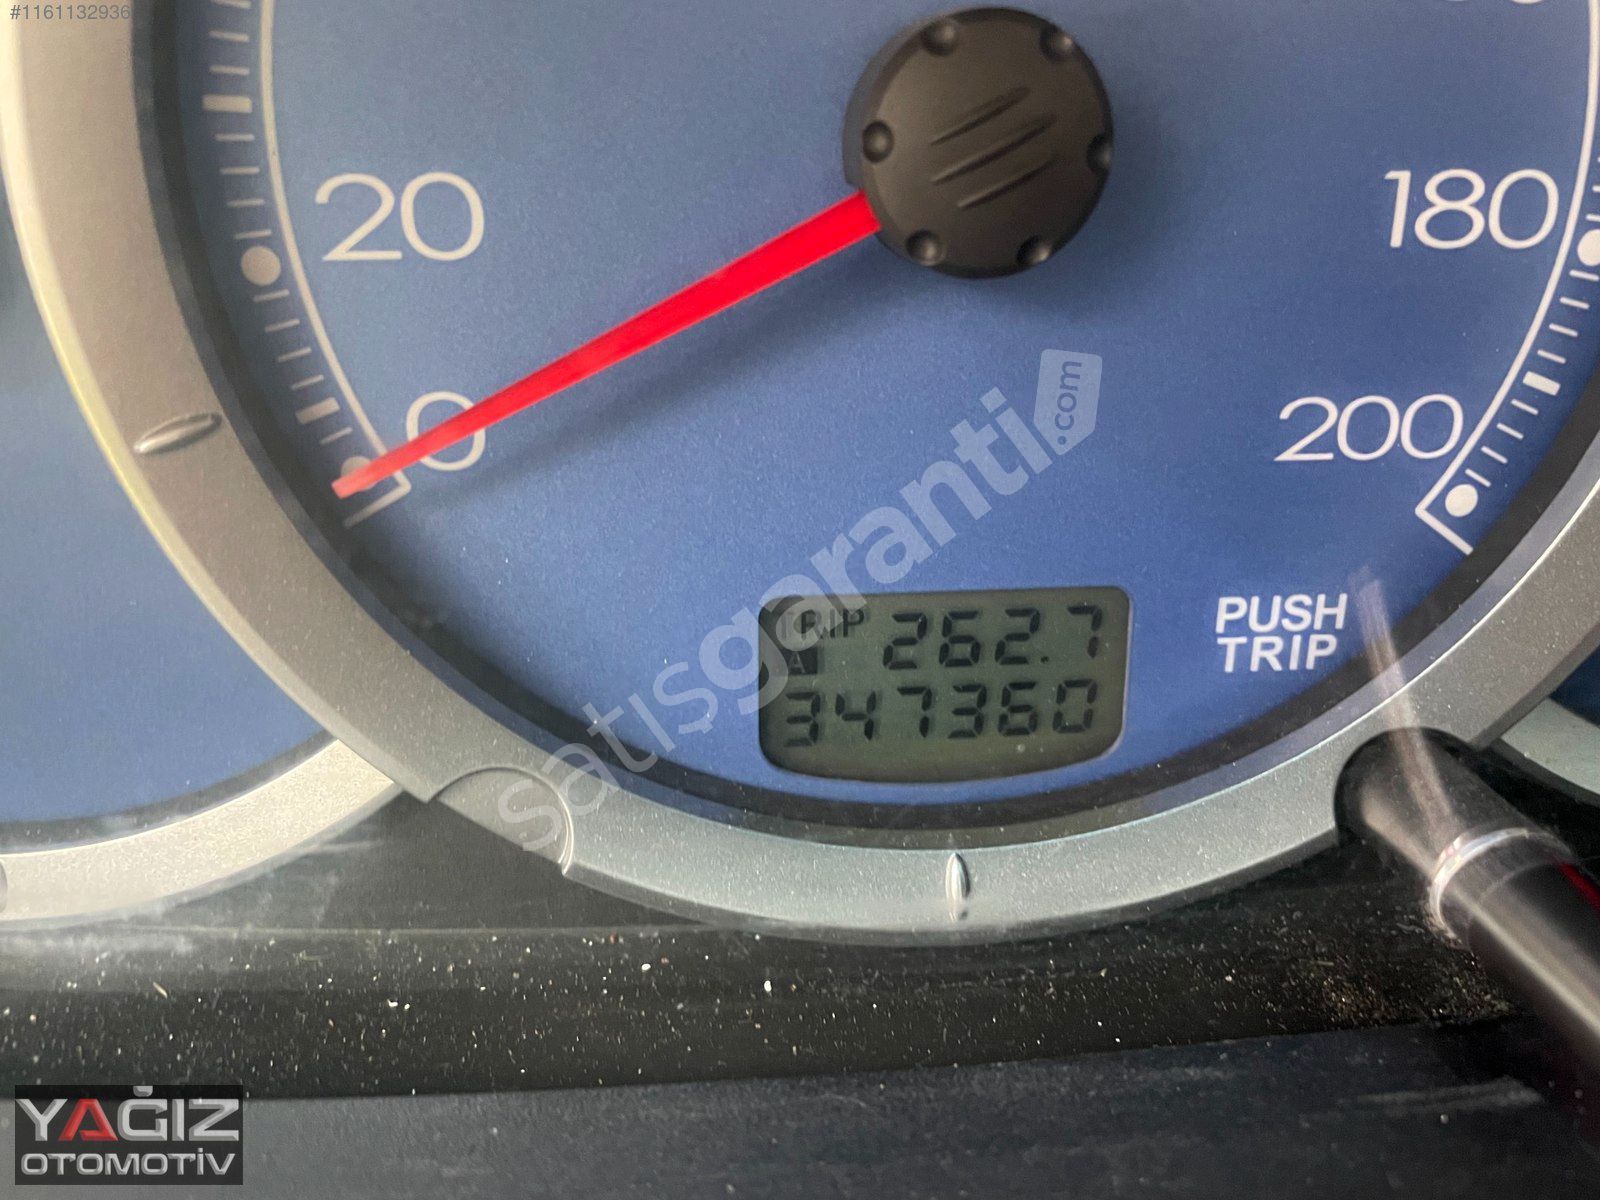 #1161132936
20
180
0
200
satışgaranti.com
TRIP 262.7
A
347360
PUSH
TRIP
YAĞIZ
OTOMOTİV